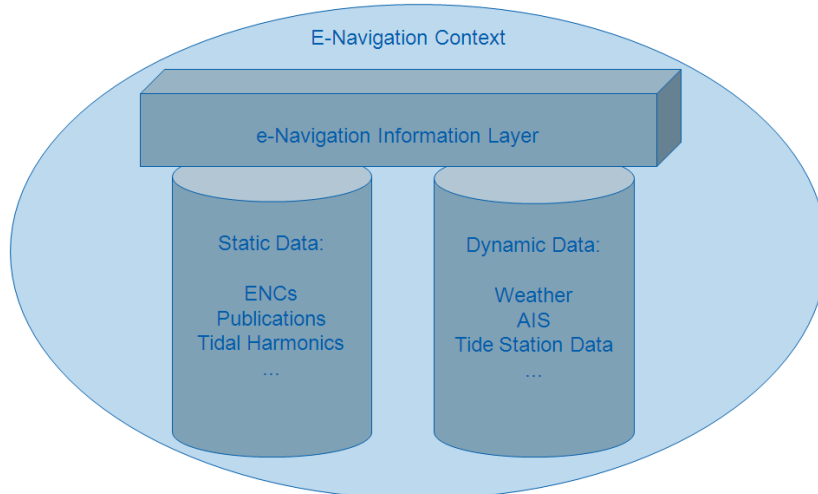 E-Navigation Context
e-Navigation Information Layer
Static Data:
ENCs
Publications
Tidal Harmonics
...
Dynamic Data:
Weather
AIS
Tide Station Data
...